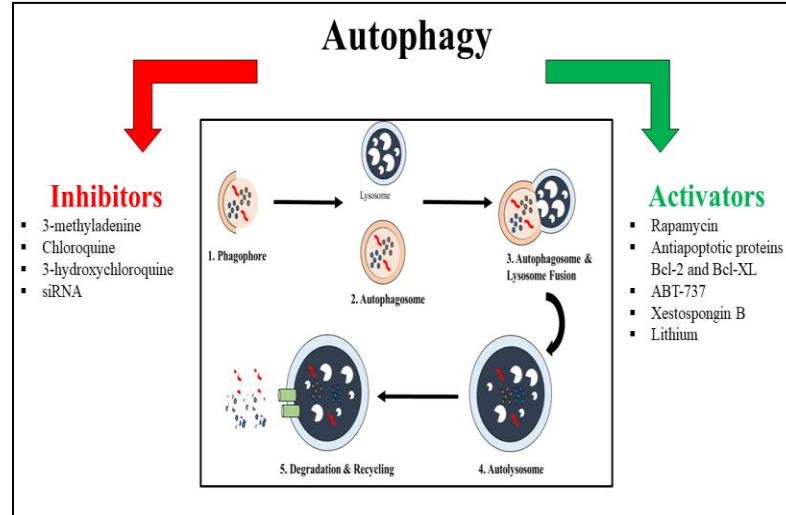 Autophagy
Inhibitors
▪ 3-methyladenine
▪ Chloroquine
▪ 3-hydroxychloroquine
▪ siRNA
Lysosome
1. Phagophore
2. Autophagosome
3. Autophagosome &
Lysosome Fusion
4. Autolysosome
5. Degradation & Recycling
Activators
▪ Rapamycin
▪ Antiapoptotic proteins
Bcl-2 and Bcl-XL
▪ ABT-737
▪ Xestospongin B
▪ Lithium